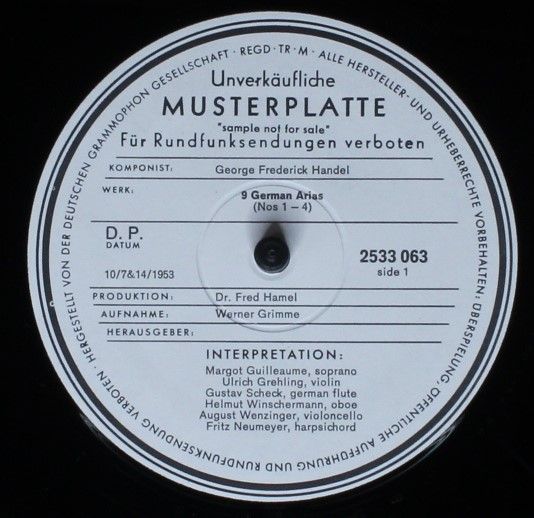 HERGESTELLT VON DER DEUTSCHEN GRAMMOPHON GESELLSCHAFT · REGD · TR · M · ALLE HERSTELLER- UND URHEBERRECHTE VORBEHALTEN: ÜBERSPIELUNG, ÖFFENTLICHE AUFFÜHRUNG UND RUNDFUNKSENDUNG VERBOTEN ·
Unverkäufliche
MUSTERPLATTE
"sample not for sale"
Für Rundfunksendungen verboten
KOMPONIST: George Frederick Handel
WERK: 9 German Arias
(Nos 1 – 4)
D. P.
DATUM
2533 063
side 1
10/7&14/1953
PRODUKTION: Dr. Fred Hamel
AUFNAHME: Werner Grimme
HERAUSGEBER:
INTERPRETATION:
Margot Guilleaume, soprano
Ulrich Grehling, violin
Gustav Scheck, german flute
Helmut Winschermann, oboe
August Wenzinger, violoncello
Fritz Neumeyer, harpsichord